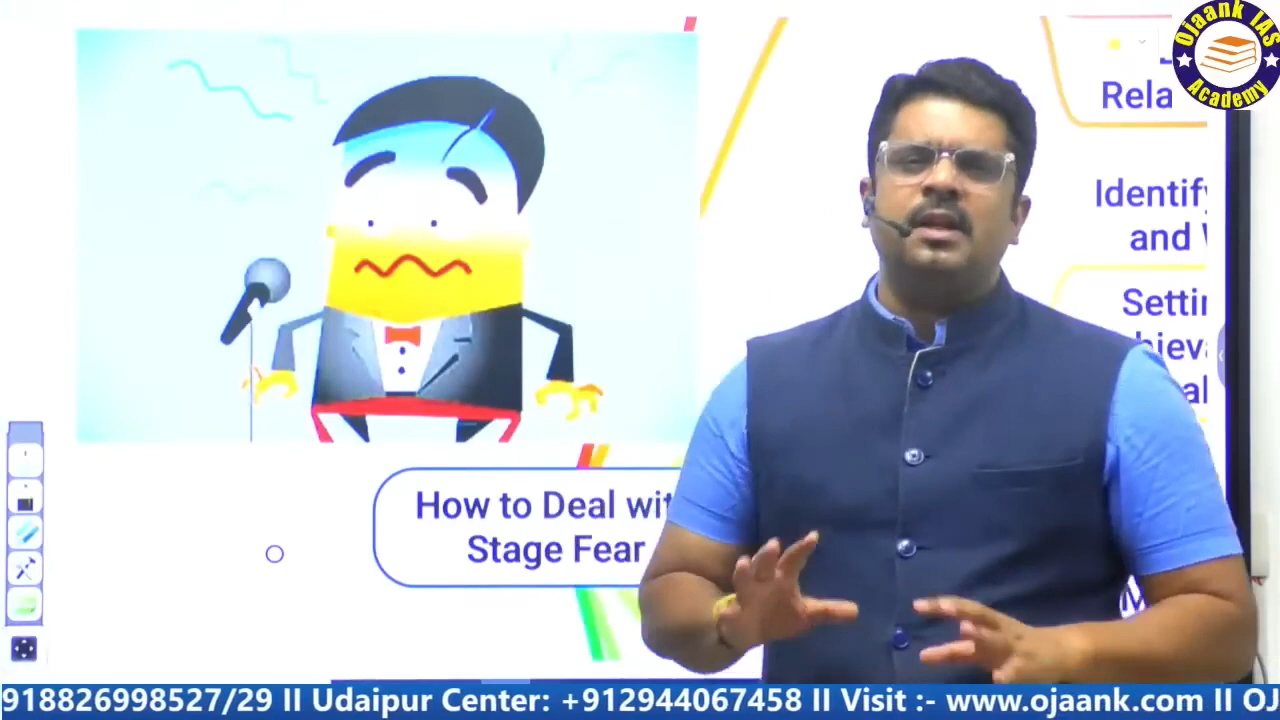 Ojaank IAS
Academy
Rela
Identify
and
How to Deal wit
Stage Fear
Settin
hieva
al
M
918826998527/29 II Udaipur Center: +912944067458 II Visit :- www.ojaank.com II OJ